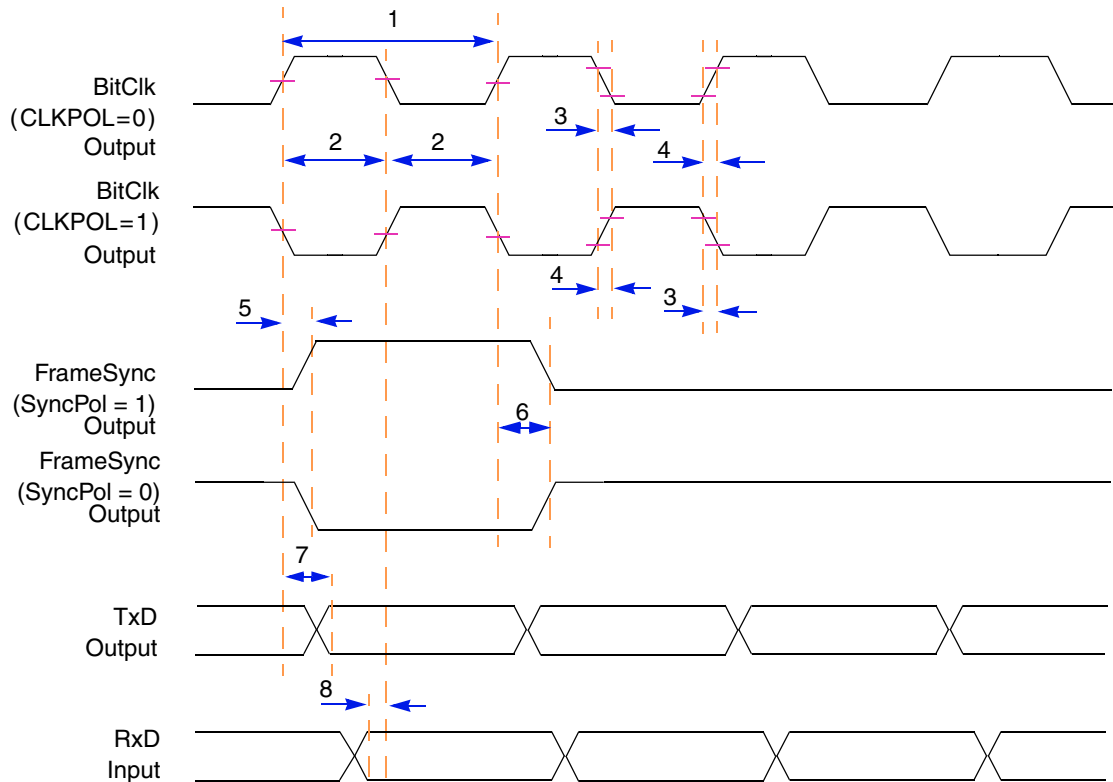 1
BitClk
(CLKPOL=0)
Output
3
2
2
4
BitClk
(CLKPOL=1)
Output
4
3
5
FrameSync
(SyncPol = 1)
Output
6
FrameSync
(SyncPol = 0)
Output
7
TxD
Output
8
RxD
Input